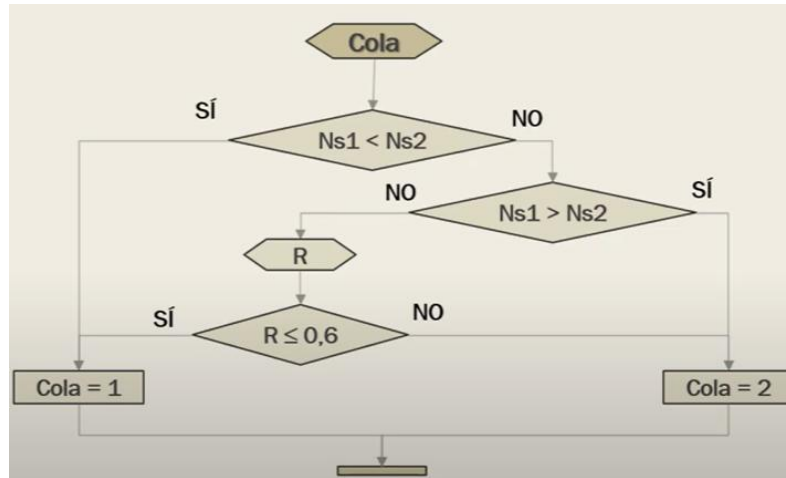 Cola
SÍ
NO
Ns1 < Ns2
NO
SÍ
Ns1 > Ns2
R
SÍ
NO
R ≤ 0,6
Cola = 1
Cola = 2